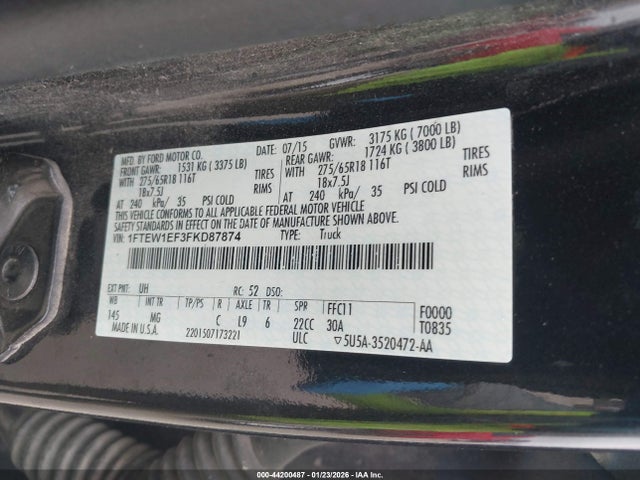 MFD. BY FORD MOTOR CO. DATE: 07/15 GVWR: 3175 KG ( 7000 LB)
FRONT GAWR: 1531 KG ( 3375 LB) REAR GAWR: 1724 KG ( 3800 LB)
WITH 275/65R18 116T TIRES WITH 275/65R18 116T TIRES
18x7.5J RIMS 18x7.5J RIMS
AT 240 kPa/ 35 PSI COLD AT 240 kPa/ 35 PSI COLD
THIS VEHICLE CONFORMS TO ALL APPLICABLE FEDERAL MOTOR VEHICLE
SAFETY STANDARDS IN EFFECT ON THE DATE OF MANUFACTURE SHOWN ABOVE.
VIN: 1FTEW1EF3FKD87874 TYPE: Truck
EXT PNT: UH RC: 52 DSO:
WB INT TR TP/PS R AXLE TR SPR FFC11 F0000
145 MG C L9 6 22CC 30A T0835
MADE IN U.S.A. 2201507173221 ULC ▽5U5A-3520472-AA
000-44200487 - 01/23/2026 - IAAI.COM